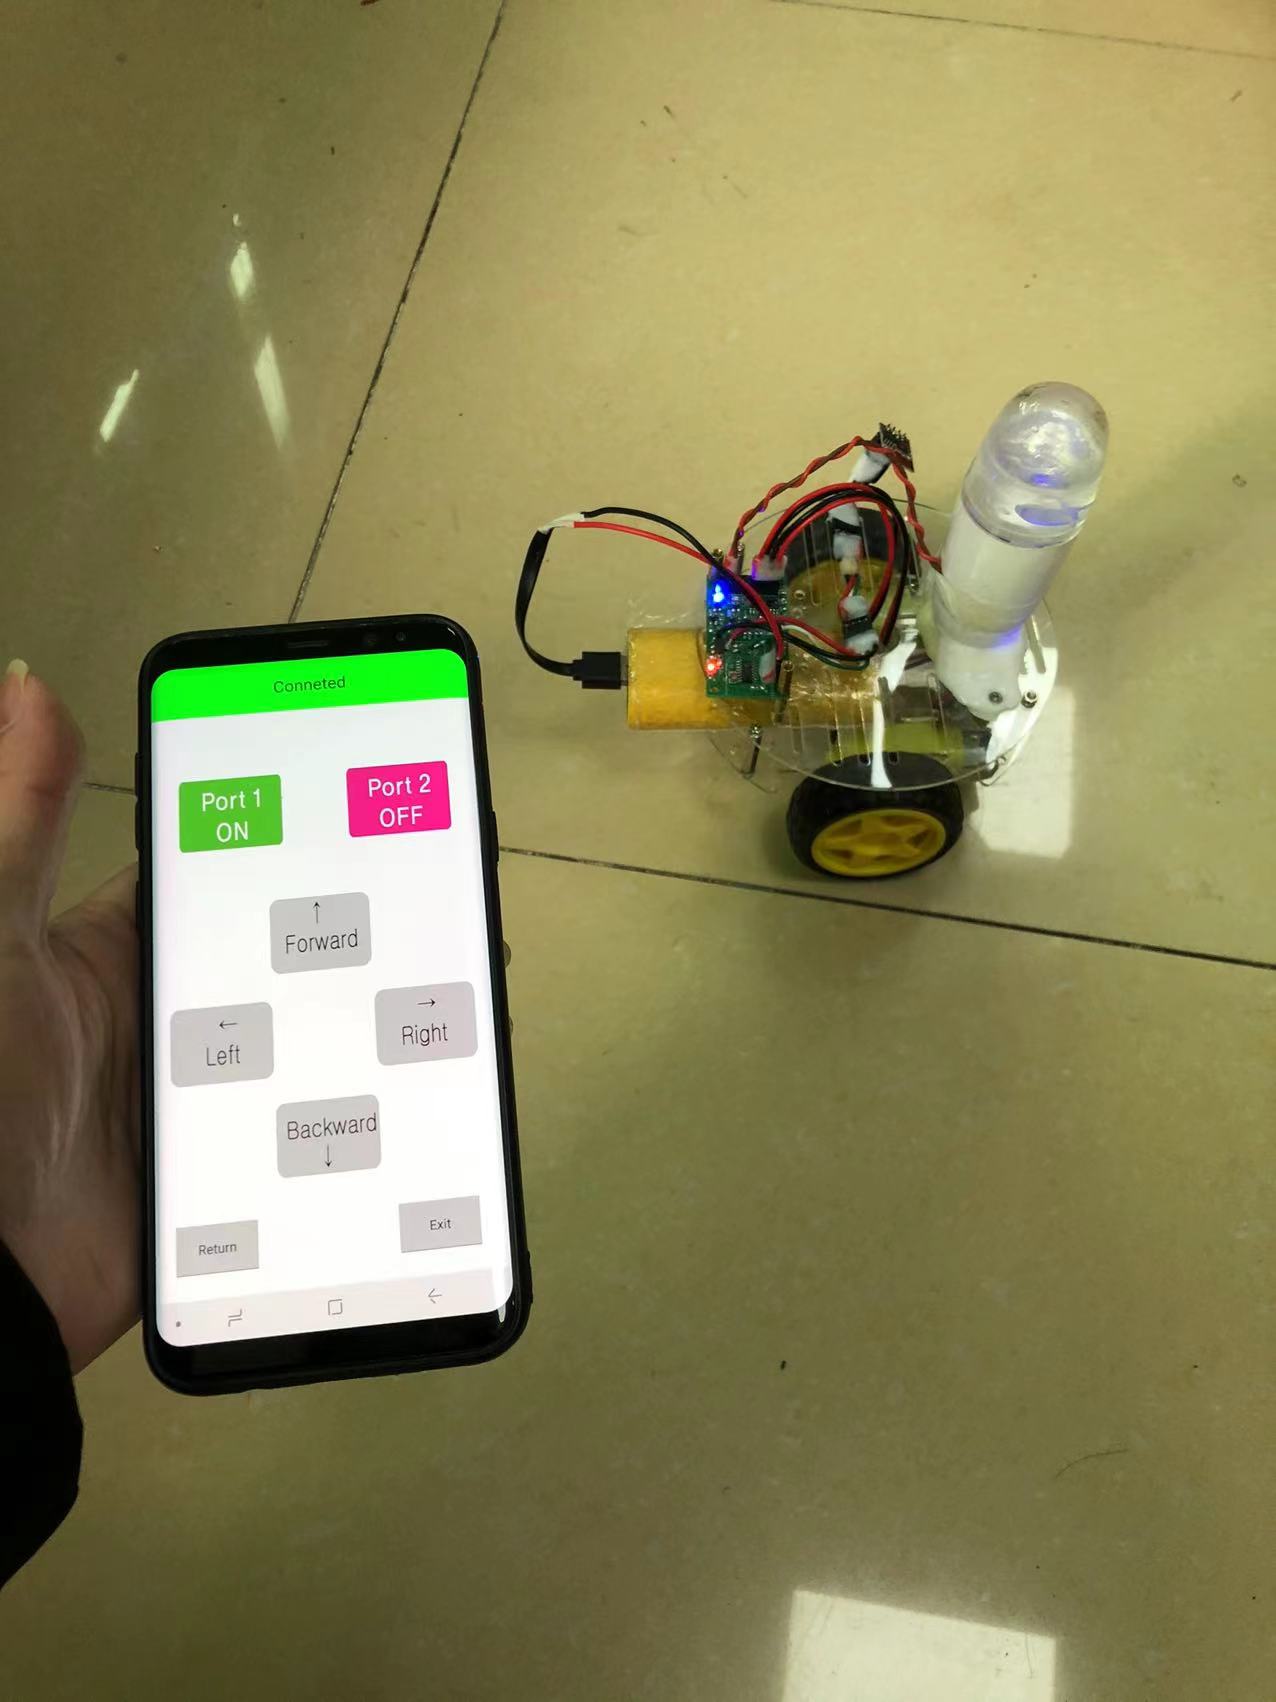 Conneted
Port 1
ON
Port 2
OFF
↑
Forward
←
Left
→
Right
Backward
↓
Return
Exit